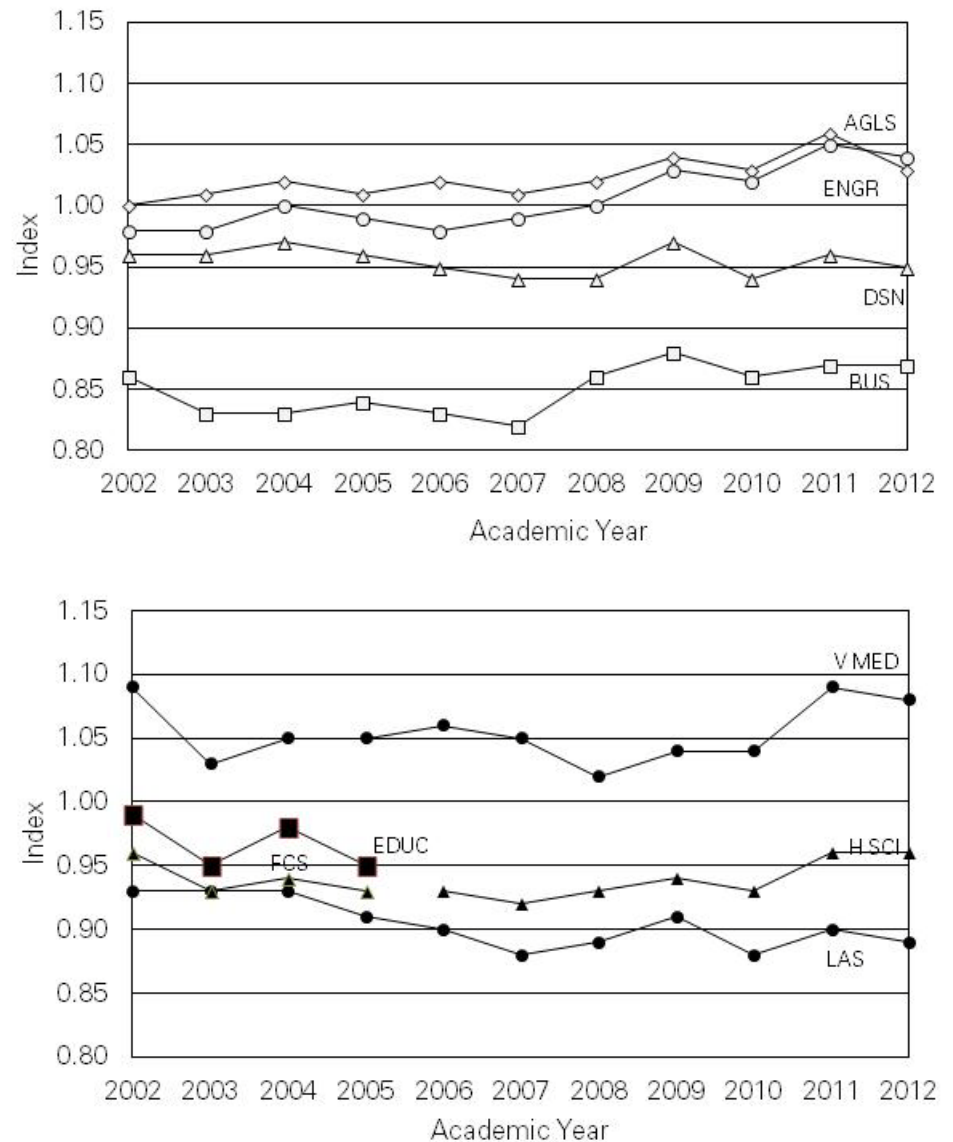 1.15
1.10
AGLS
1.05
ENGR
1.00
Index
0.95
DSN
0.90
BUS
0.85
0.80
2002 2003 2004 2005 2006 2007 2008 2009 2010 2011 2012
Academic Year
1.15
V MED
1.10
1.05
1.00
Index
EDUC
H SCI
FCS
0.95
LAS
0.90
0.85
0.80
2002 2003 2004 2005 2006 2007 2008 2009 2010 2011 2012
Academic Year